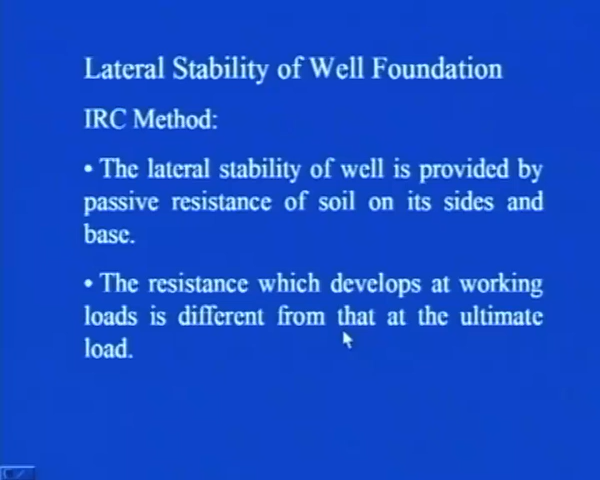 Lateral Stability of Well Foundation
IRC Method:
• The lateral stability of well is provided by
passive resistance of soil on its sides and
base.
• The resistance which develops at working
loads is different from that at the ultimate
load.